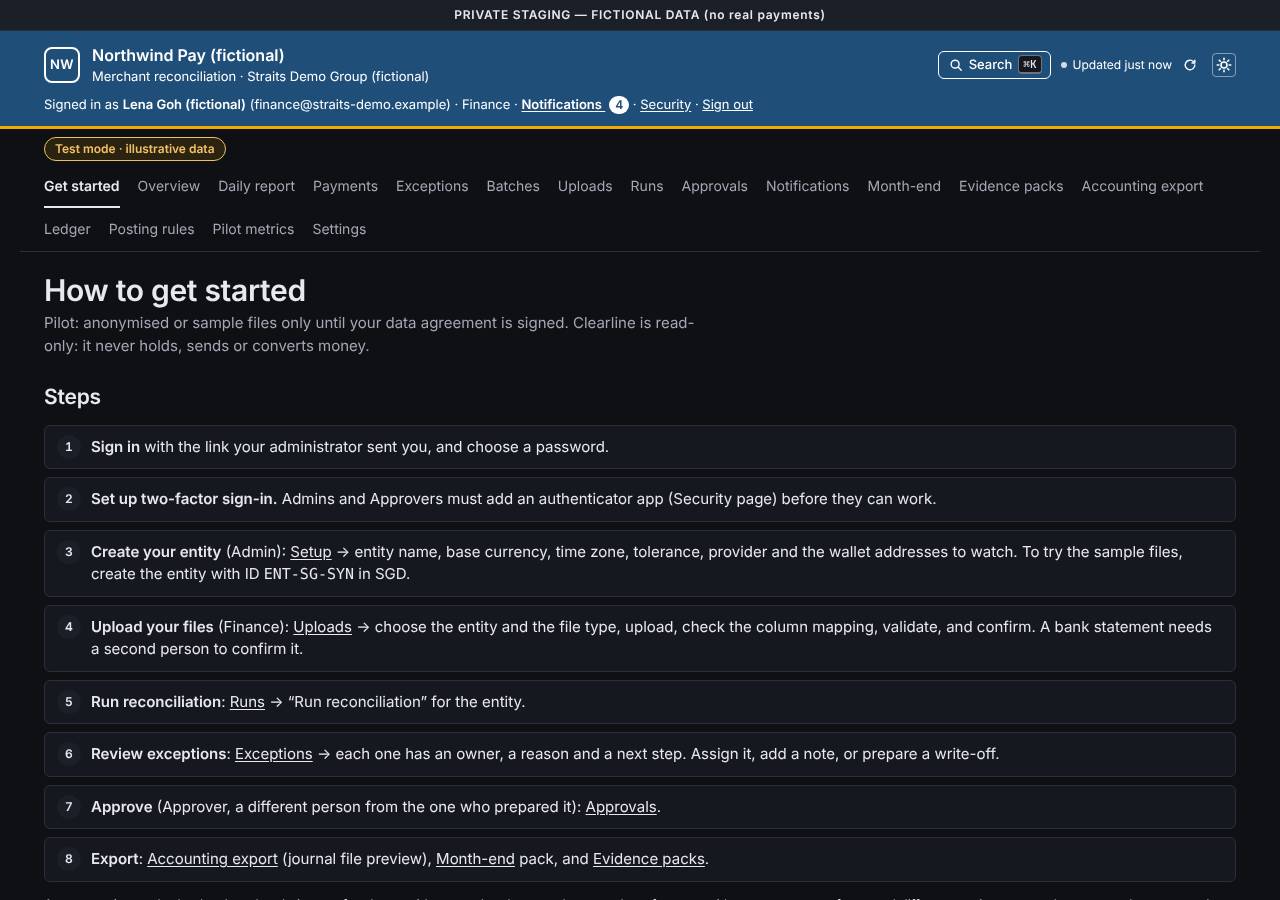 PRIVATE STAGING — FICTIONAL DATA (no real payments)
NW
Northwind Pay (fictional)
Merchant reconciliation · Straits Demo Group (fictional)
Search ⌘K
Updated just now
Signed in as Lena Goh (fictional) (finance@straits-demo.example) · Finance · Notifications 4 · Security · Sign out
Test mode · illustrative data
Get started Overview Daily report Payments Exceptions Batches Uploads Runs Approvals Notifications Month-end Evidence packs Accounting export
Ledger Posting rules Pilot metrics Settings
How to get started
Pilot: anonymised or sample files only until your data agreement is signed. Clearline is read-
only: it never holds, sends or converts money.
Steps
1 Sign in with the link your administrator sent you, and choose a password.
2 Set up two-factor sign-in. Admins and Approvers must add an authenticator app (Security page) before they can work.
3 Create your entity (Admin): Setup → entity name, base currency, time zone, tolerance, provider and the wallet addresses to watch. To try the sample files,
create the entity with ID ENT-SG-SYN in SGD.
4 Upload your files (Finance): Uploads → choose the entity and the file type, upload, check the column mapping, validate, and confirm. A bank statement needs
a second person to confirm it.
5 Run reconciliation: Runs → “Run reconciliation” for the entity.
6 Review exceptions: Exceptions → each one has an owner, a reason and a next step. Assign it, add a note, or prepare a write-off.
7 Approve (Approver, a different person from the one who prepared it): Approvals.
8 Export: Accounting export (journal file preview), Month-end pack, and Evidence packs.